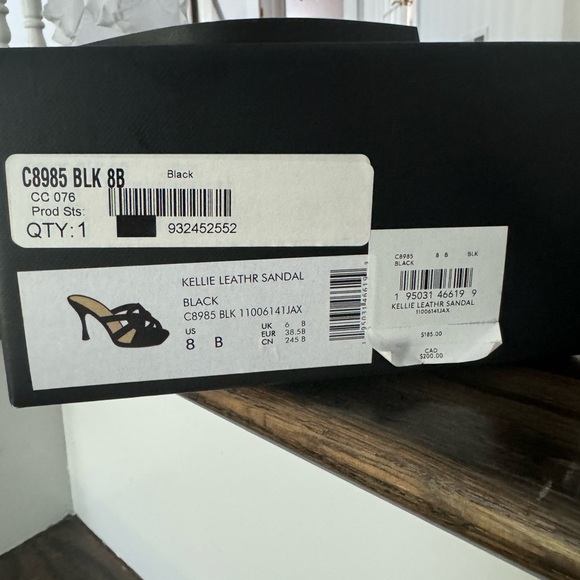 C8985 BLK 8B Black
CC 076
Prod Sts:
QTY:1 932452552
KELLIE LEATHR SANDAL
BLACK
C8985 BLK 11006141JAX
US UK 6 B
8 B EUR 38.5B
CN 245 B
C8985 8 B BLK
BLACK
1 95031 46619 9
KELLIE LEATHR SANDAL
11006141JAX
$185.00
CAD
$200.00